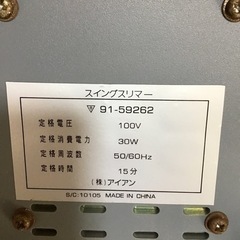 スイングスリマー
91-59262
定格電圧 100V
定格消費電力 30W
定格周波数 50/60Hz
定格時間 15分
(株)アイアン
S/C:10105 MADE IN CHINA